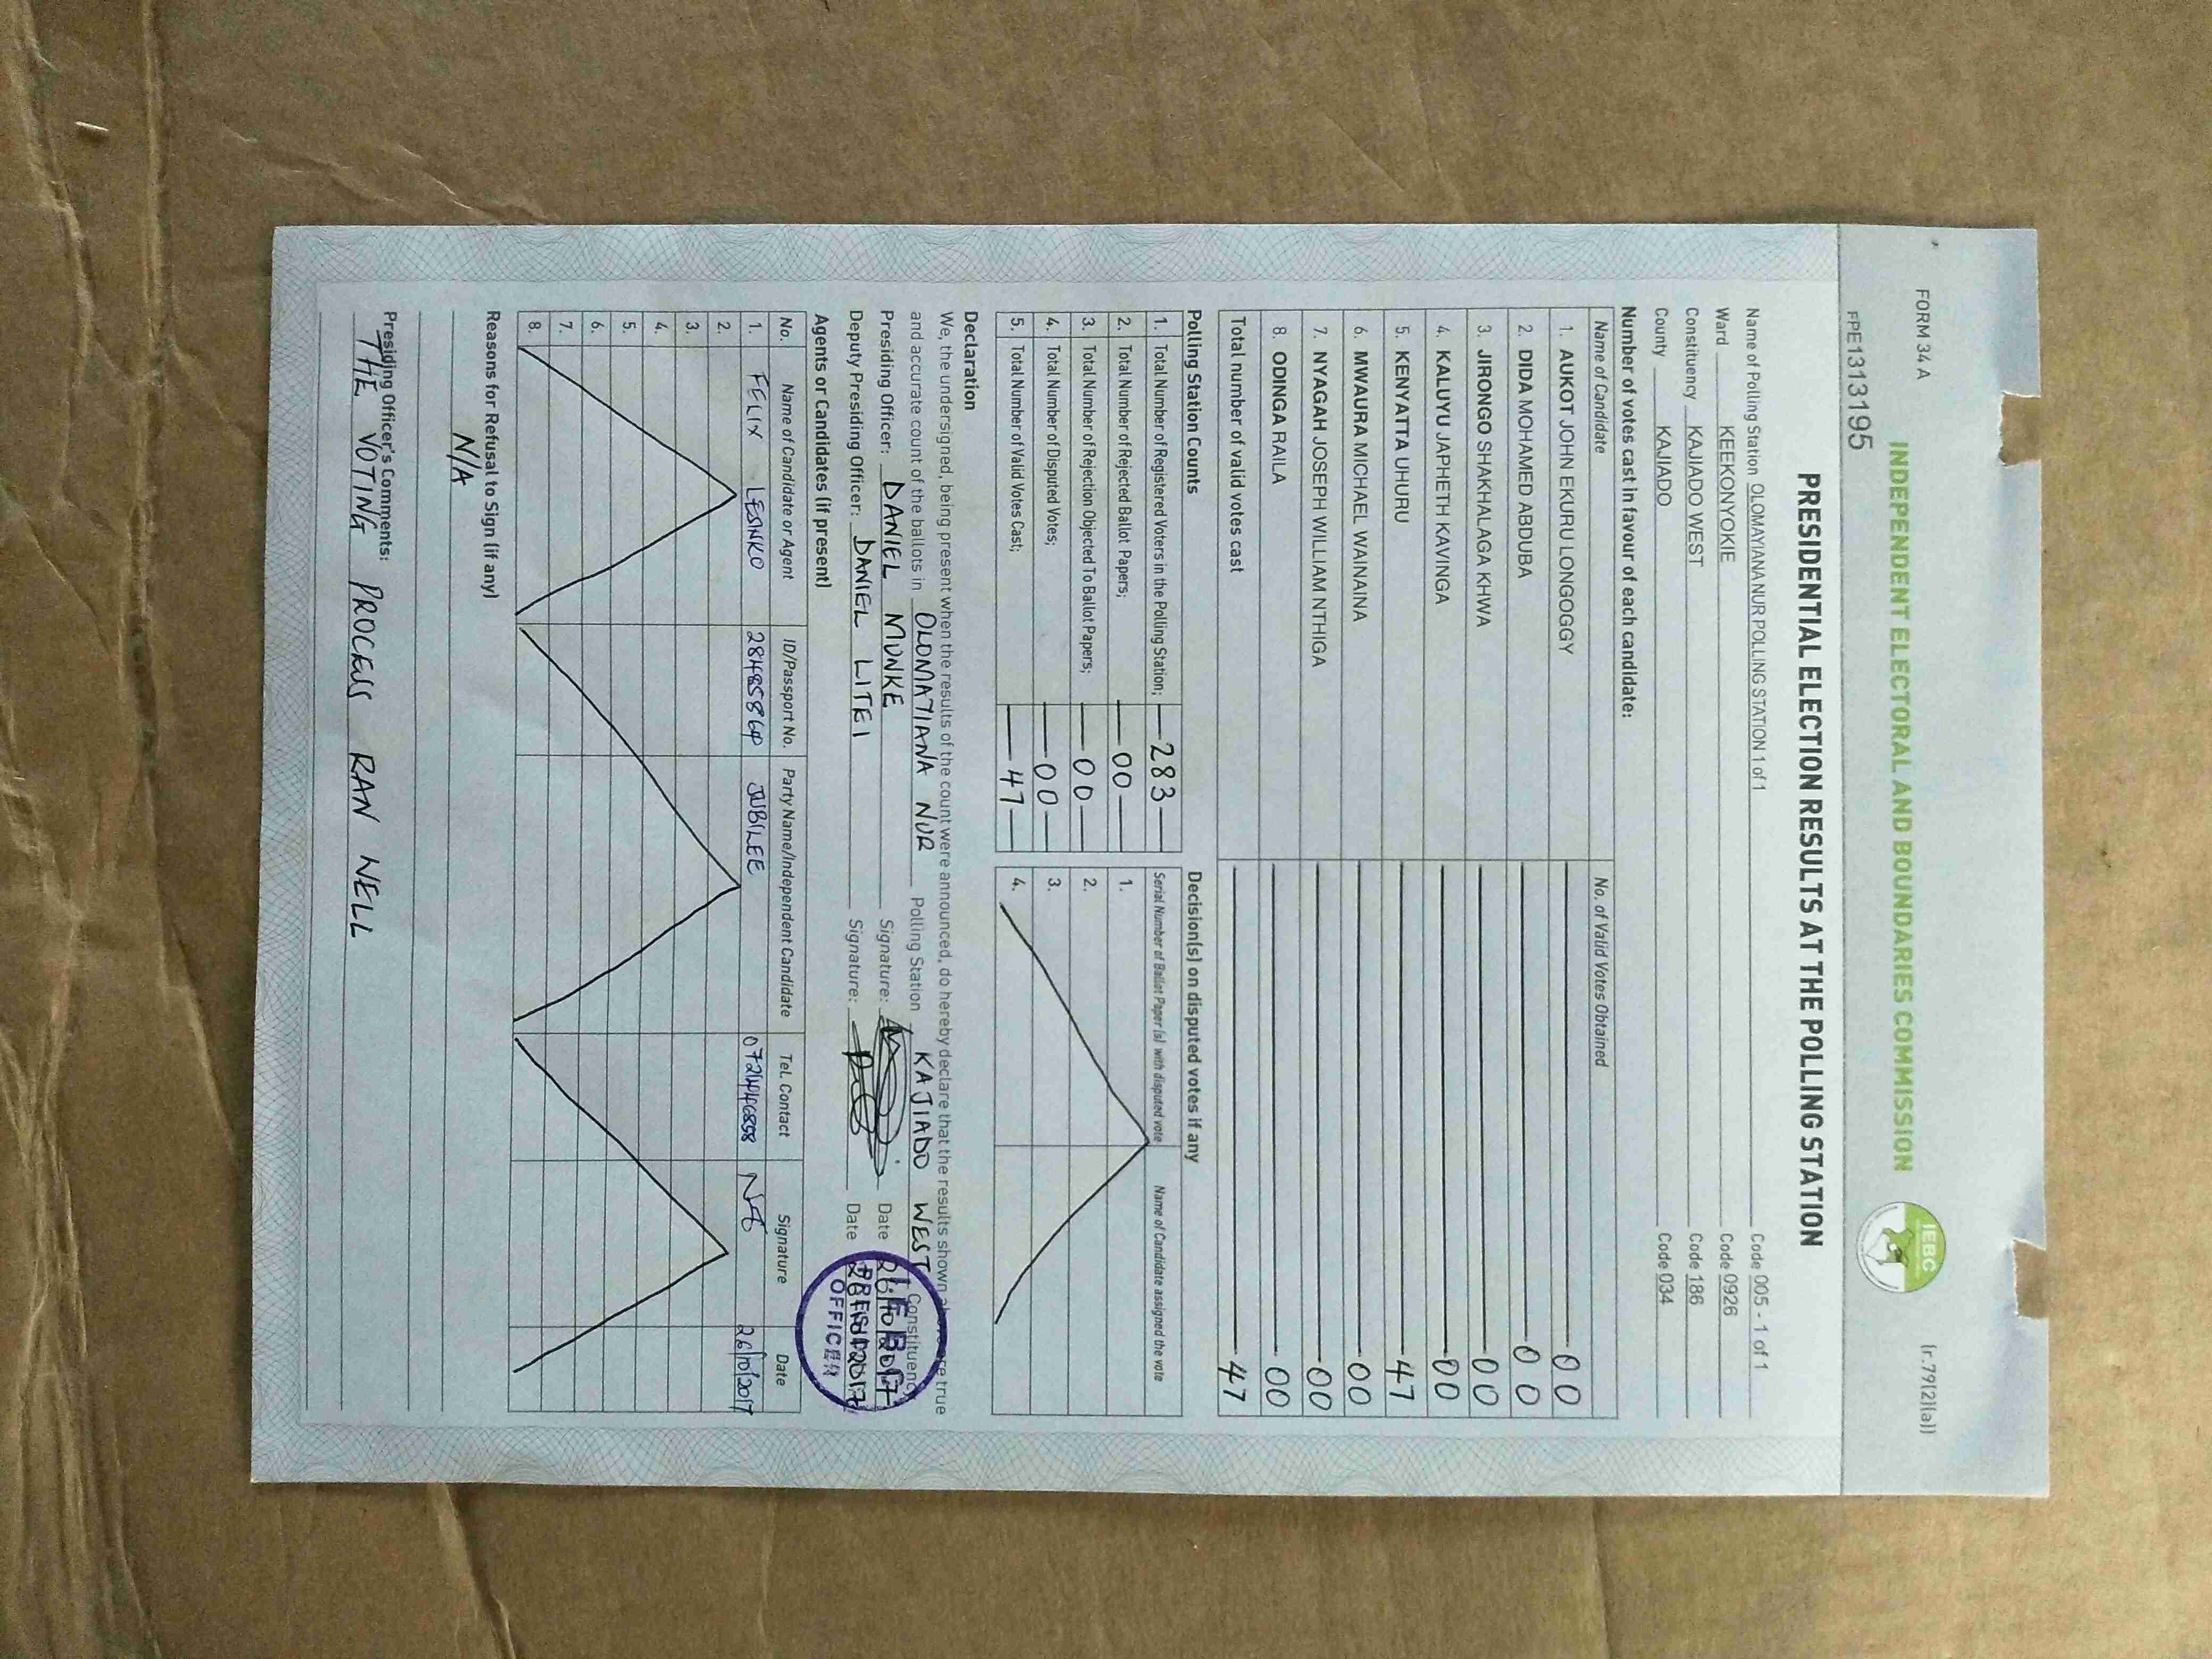 FORM 34 A
(r.79(2)(a))
INDEPENDENT ELECTORAL AND BOUNDARIES COMMISSION
IEBC
FPE131395
PRESIDENTIAL ELECTION RESULTS AT THE POLLING STATION
Name of Polling Station OLOMAYIANA NUR POLLING STATION 1 of 1 Code 005 - 1 of 1
Ward KEEKONYOKIE Code 0926
Constituency KAJIADO WEST Code 186
County KAJIADO Code 034
Number of votes cast in favour of each candidate:
Name of Candidate No. of Valid Votes Obtained
1. AUKOT JOHN EKURU LONGOGGY 00
2. DIDA MOHAMED ABDUBA 00
3. JIRONGO SHAKHALAGA KHWA 00
4. KALUYU JAPHETH KAVINGA 00
5. KENYATTA UHURU 47
6. MWAURA MICHAEL WAINAINA 00
7. NYAGAH JOSEPH WILLIAM NTHIGA 00
8. ODINGA RAILA 00
Total number of valid votes cast 47
Polling Station Counts
1. Total Number of Registered Voters in the Polling Station; 283
2. Total Number of Rejected Ballot Papers; 00
3. Total Number of Rejection Objected To Ballot Papers; 00
4. Total Number of Disputed Votes; 00
5. Total Number of Valid Votes Cast; 47
Decision(s) on disputed votes if any
Serial Number of Ballot Paper(s) with disputed vote Name of Candidate assigned the vote
1.
2.
3.
4.
Declaration
We, the undersigned, being present when the results of the count were announced, do hereby declare that the results shown above are true
and accurate count of the ballots in OLOMATIANA NUR Polling Station KAJIADO WEST Constituency
Presiding Officer: DANIEL MUNKE Signature: Date 26/10/2017
Deputy Presiding Officer: DANIEL LITEI Signature: Date 26/10/2017
OFFICER
Agents or Candidates (if present)
No. Name of Candidate or Agent ID/Passport No. Party Name/Independent Candidate Tel. Contact Signature Date
1. FELIX LESNKO JUBILEE 26/10/2017
2.
3.
4.
5.
6.
7.
8.
Reasons for Refusal to Sign (if any)
N/A
Presiding Officer's Comments:
THE VOTING PROCESS RAN WELL